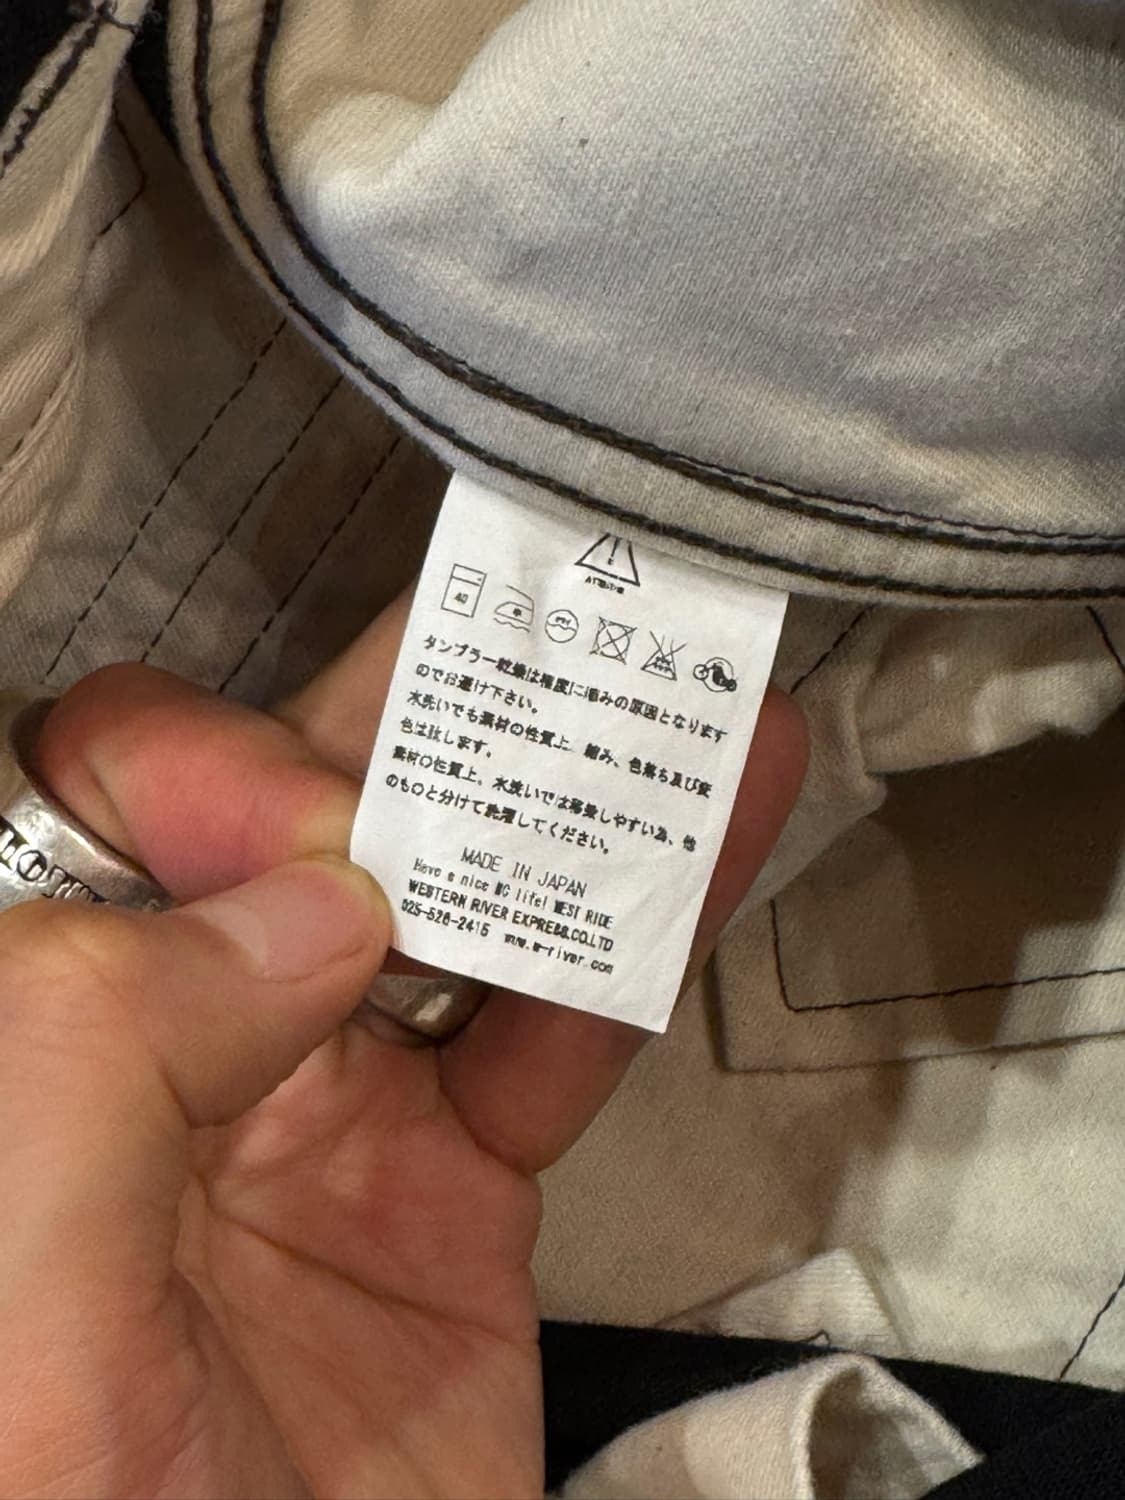 ATTENTION
40
中
ドライ
タンブラー乾燥は極度に縮みの原因となります
のでお避け下さい。
水洗いでも素材の性質上、縮み、色落ち及び変
色は致します。
素材の性質上、水洗いでは移染しやすい為、他
のものと分けて洗濯してください。
MADE IN JAPAN
Have a nice MC life! WEST RIDE
WESTERN RIVER EXPRESS.CO.LTD
025-526-2415 www.w-river.com